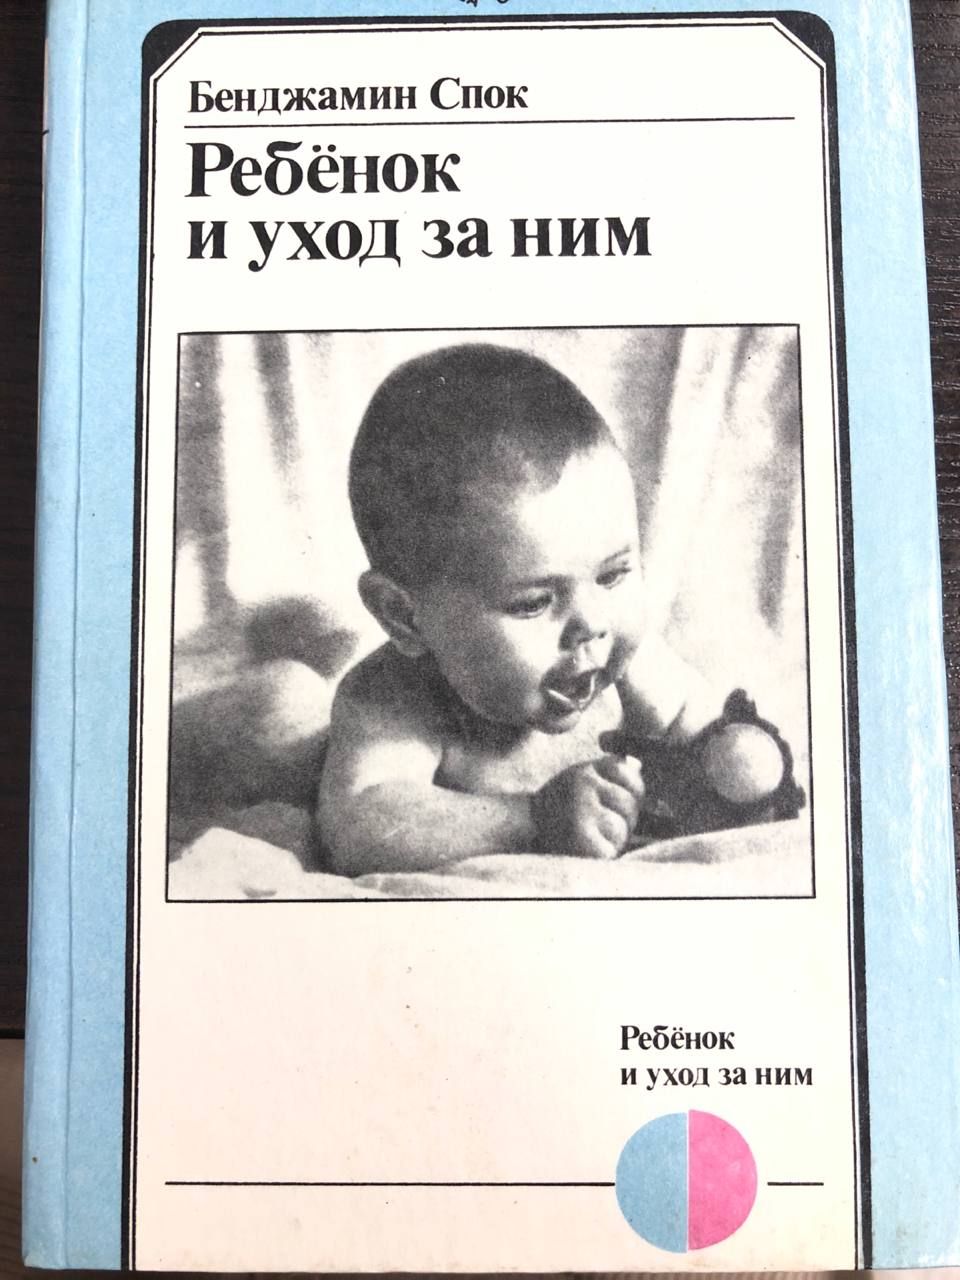 Бенджамин Спок
Ребёнок
и уход за ним
Ребёнок
и уход за ним